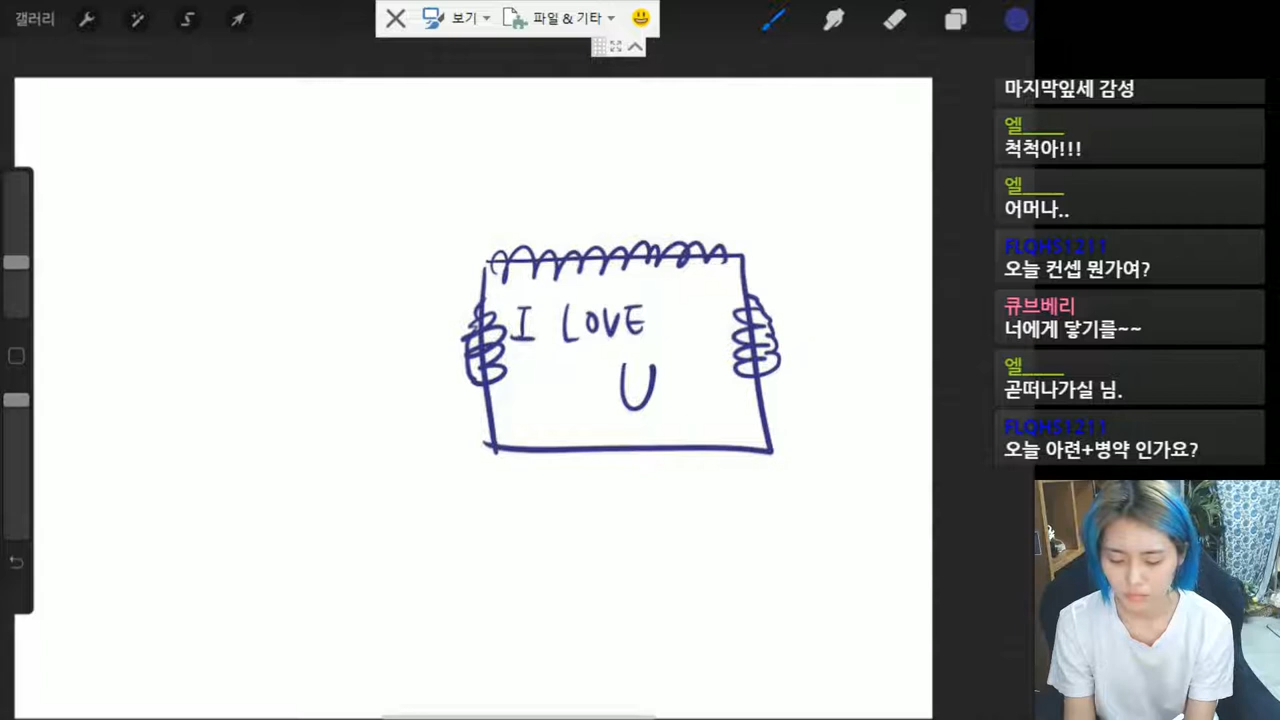 갤러리
보기
파일 & 기타
I LOVE
U
마지막잎세 감성
엘____
척척아!!!
엘____
어머나..
FLQHS1211
오늘 컨셉 뭔가여?
큐브베리
너에게 닿기를~~
엘____
곧떠나가실 님.
FLQHS1211
오늘 아련+병약 인가요?